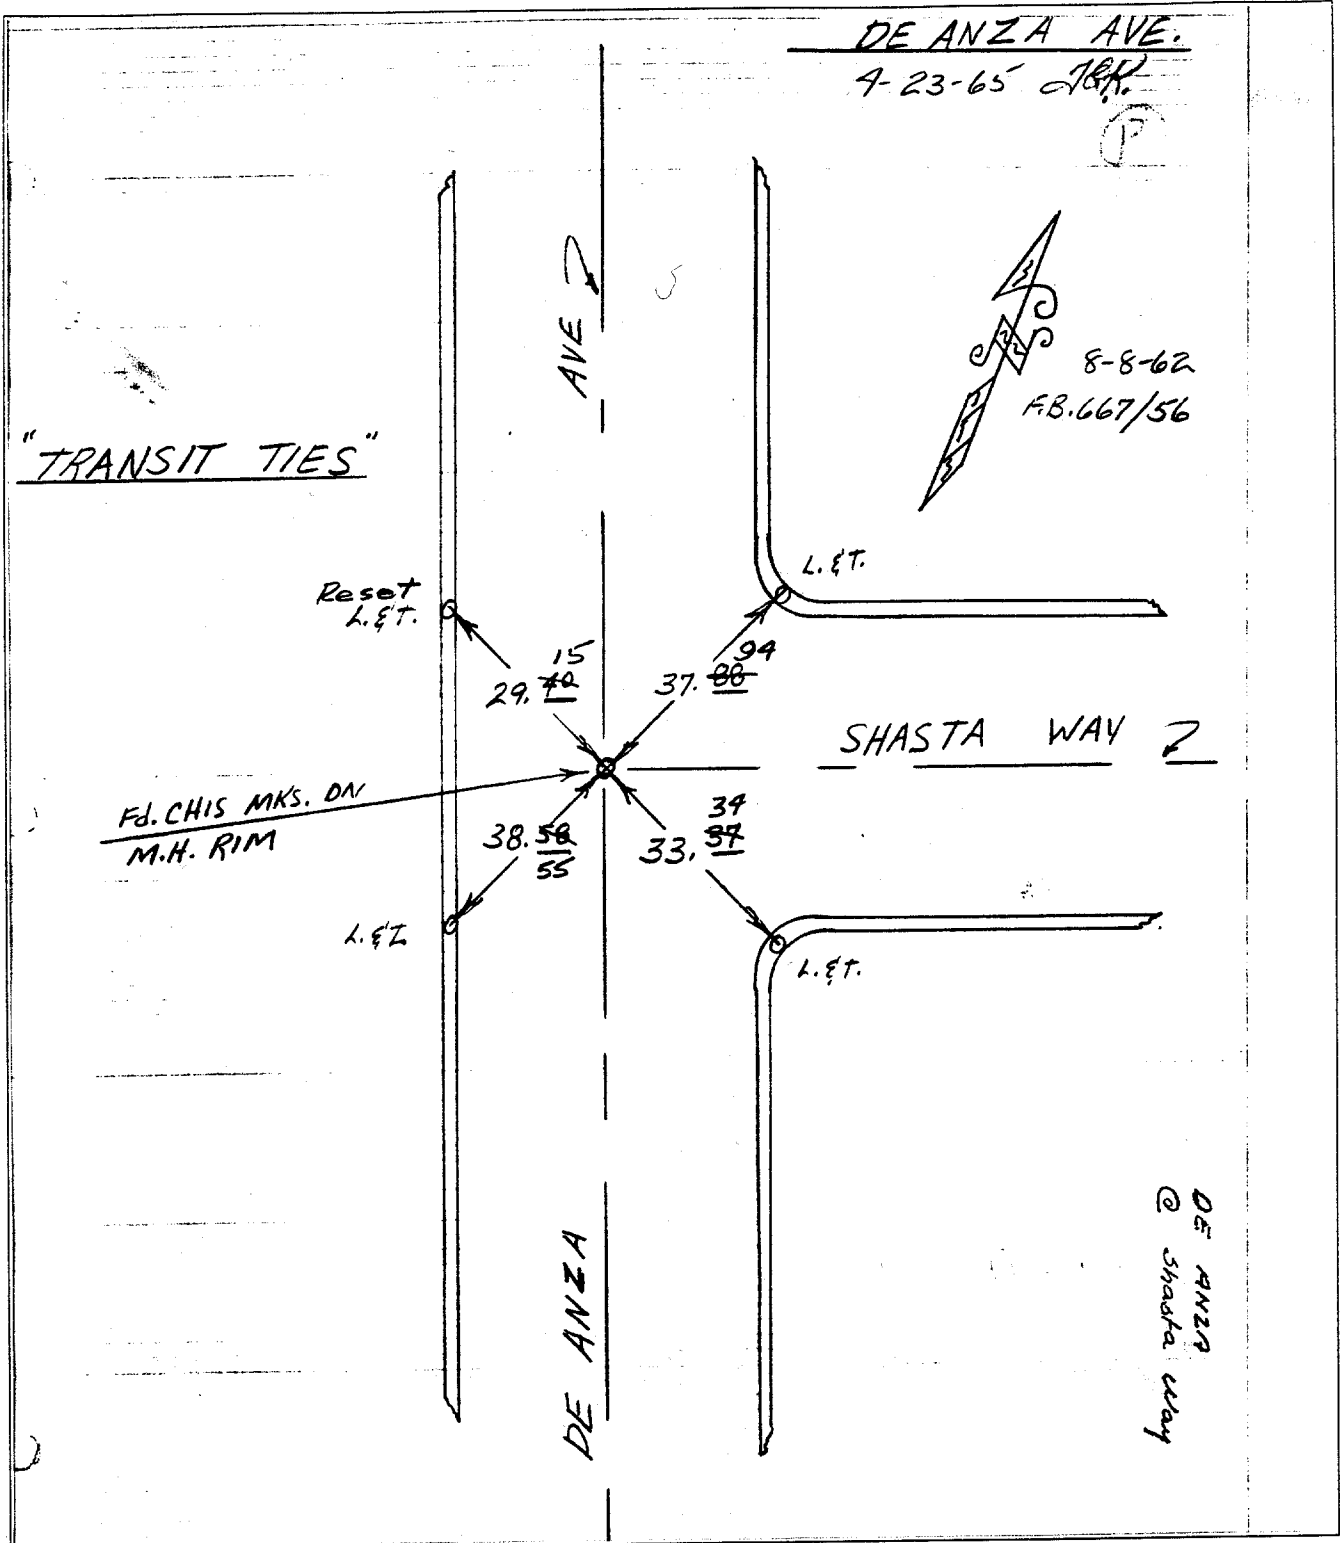 DE ANZA AVE.
4-23-65
P
AVE
8-8-62
F.B. 667/56
"TRANSIT TIES"
L. & T.
Reset
L. & T.
15
29. 40
94
37. 88
SHASTA WAY
Fd. CHIS MKS. ON
M.H. RIM
38. 58
55
34
33. 37
L. & T.
L. & T.
DE ANZA
DE ANZA
@ Shasta Way